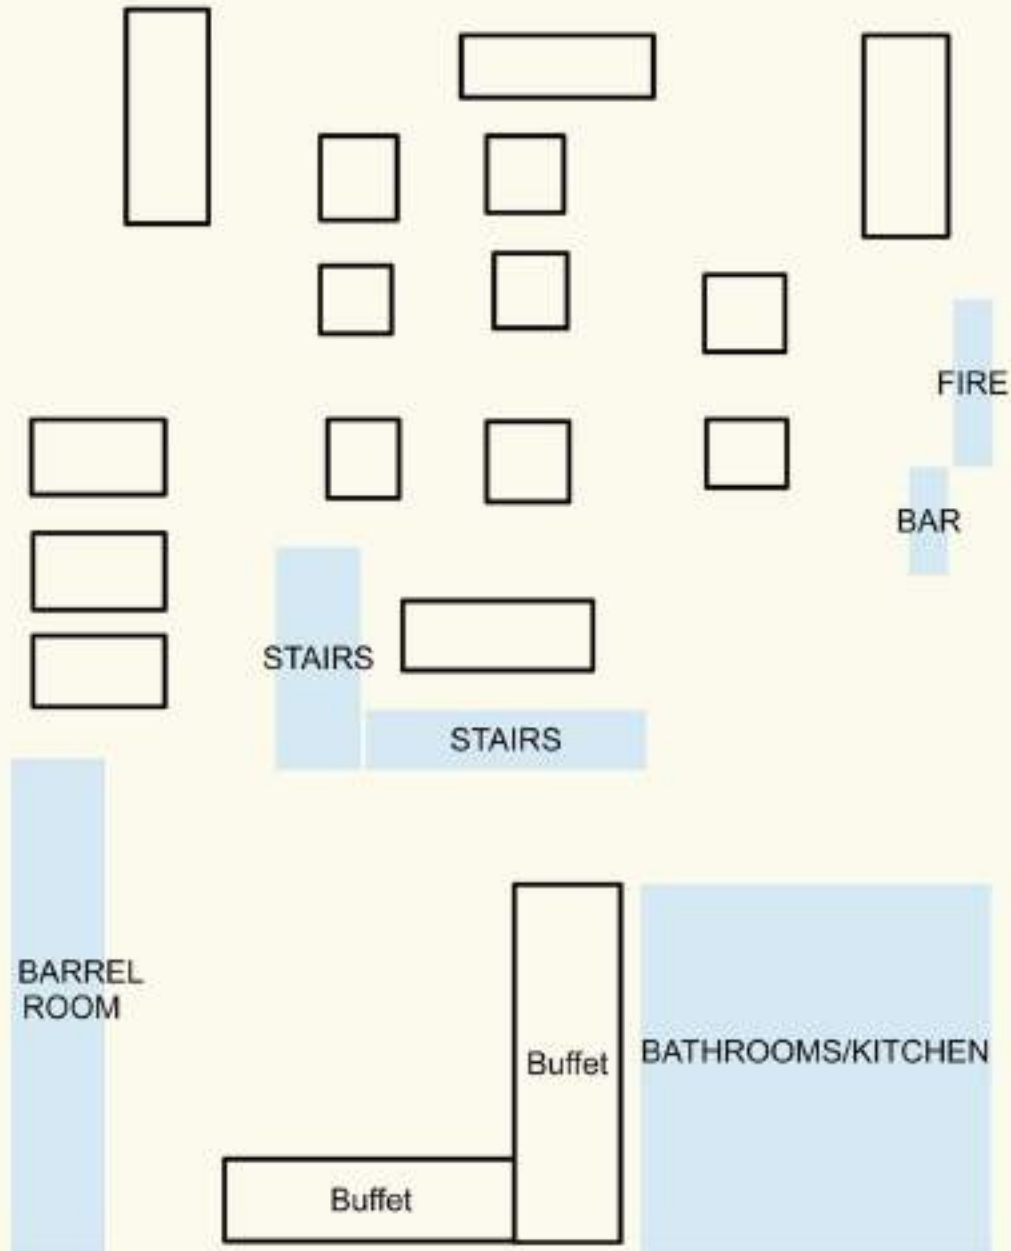 FIRE
BAR
STAIRS
STAIRS
BARREL
ROOM
Buffet
BATHROOMS/KITCHEN
Buffet